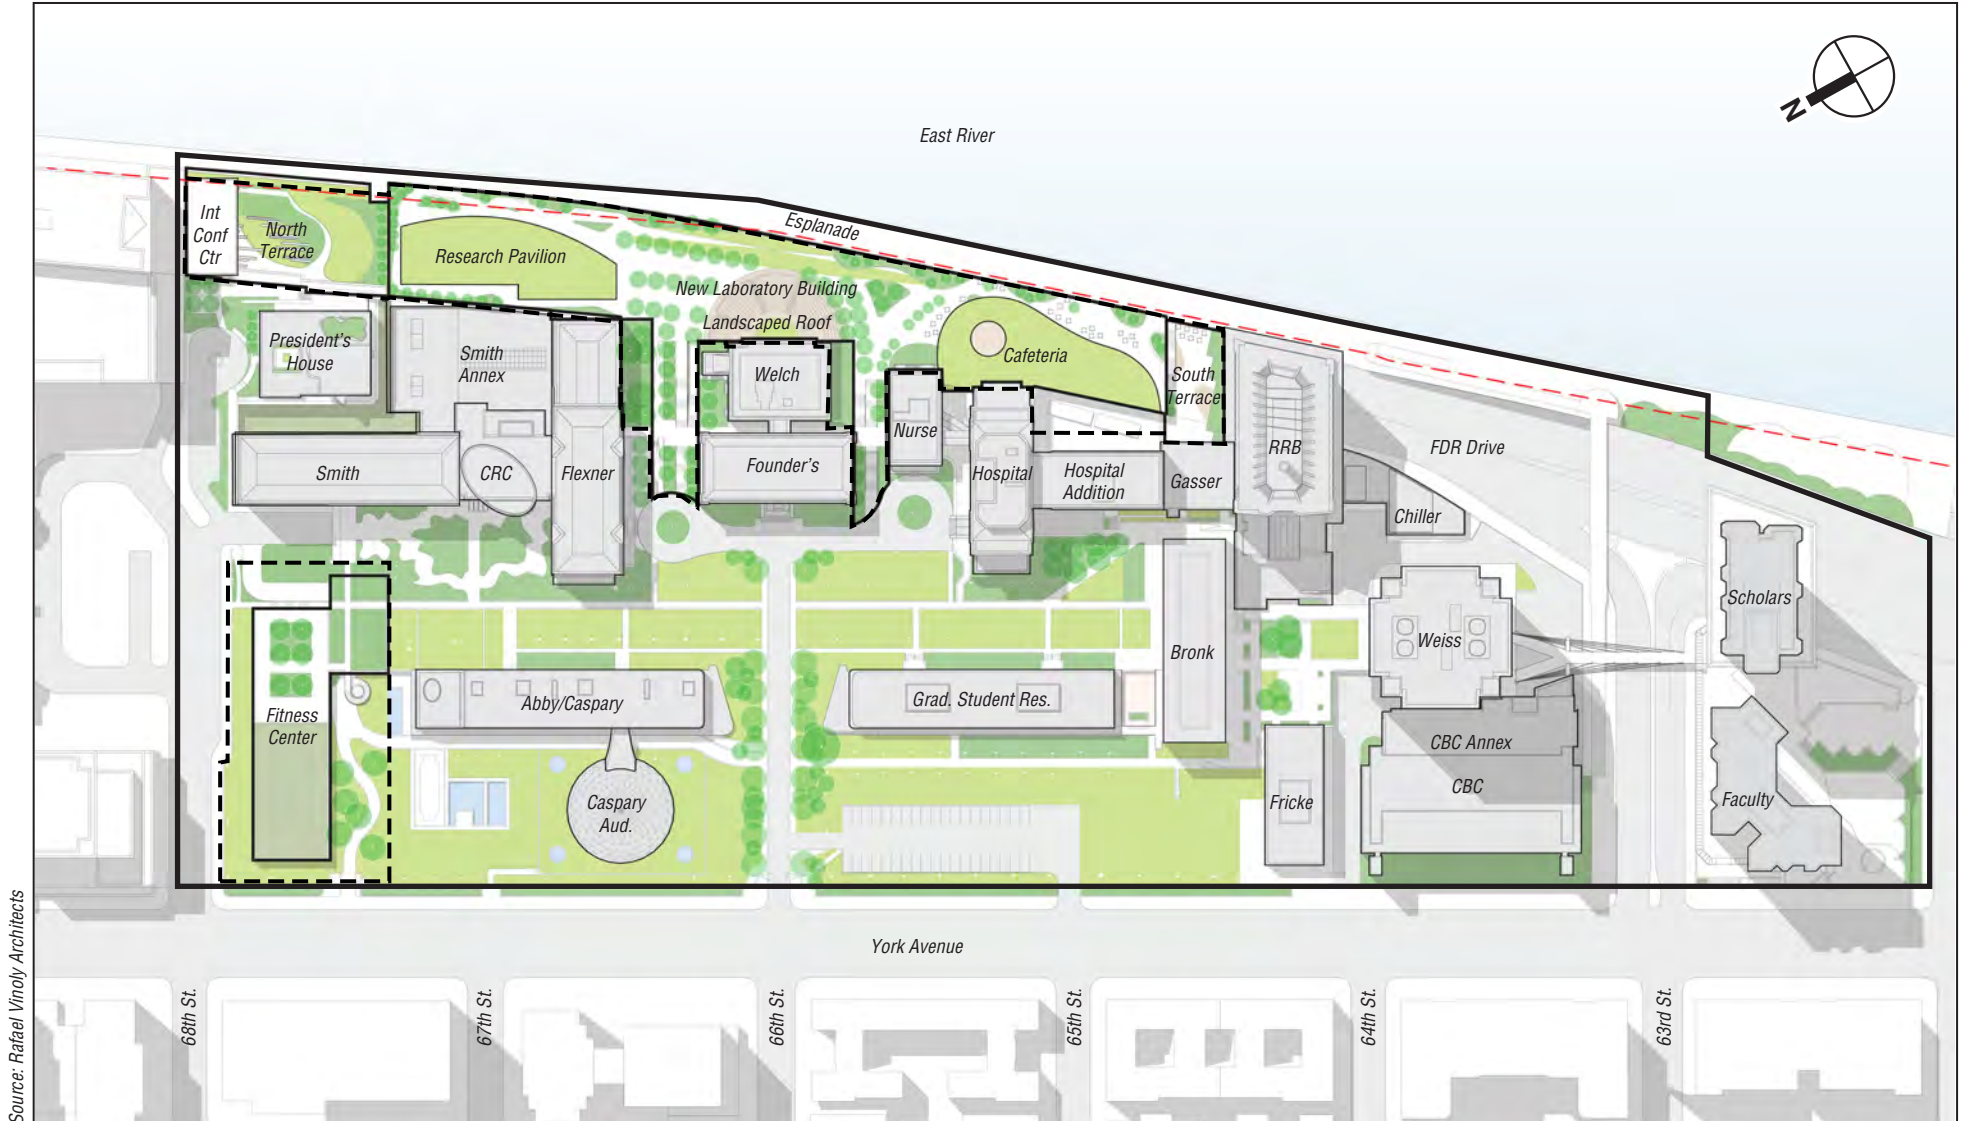 N
East River
Esplanade
Int
Conf
Ctr
North
Terrace
Research Pavilion
New Laboratory Building
Landscaped Roof
President's
House
Smith
Annex
Welch
Cafeteria
South
Terrace
Nurse
Smith
CRC
Flexner
Founder's
Hospital
Hospital
Addition
Gasser
RRB
FDR Drive
Chiller
Scholars
Weiss
Bronk
Fitness
Center
Abby/Caspary
Grad. Student Res.
CBC Annex
CBC
Caspary
Aud.
Fricke
Faculty
York Avenue
68th St.
67th St.
66th St.
65th St.
64th St.
63rd St.
Source: Rafael Vinoly Architects